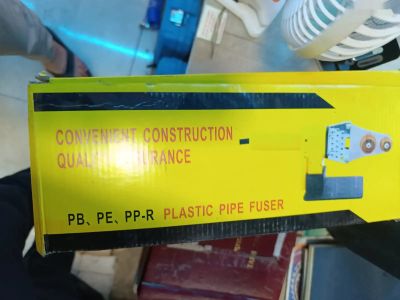 CONVENIENT CONSTRUCTION
QUALITY ASSURANCE
PB、PE、PP-R PLASTIC PIPE FUSER